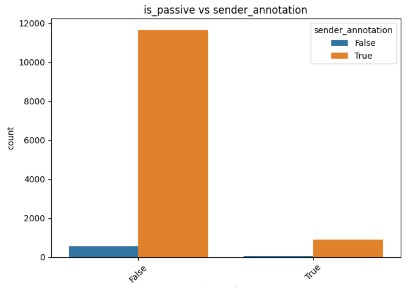 is_passive vs sender_annotation
12000
10000
8000
6000
4000
2000
0
count
sender_annotation
False
True
False
True